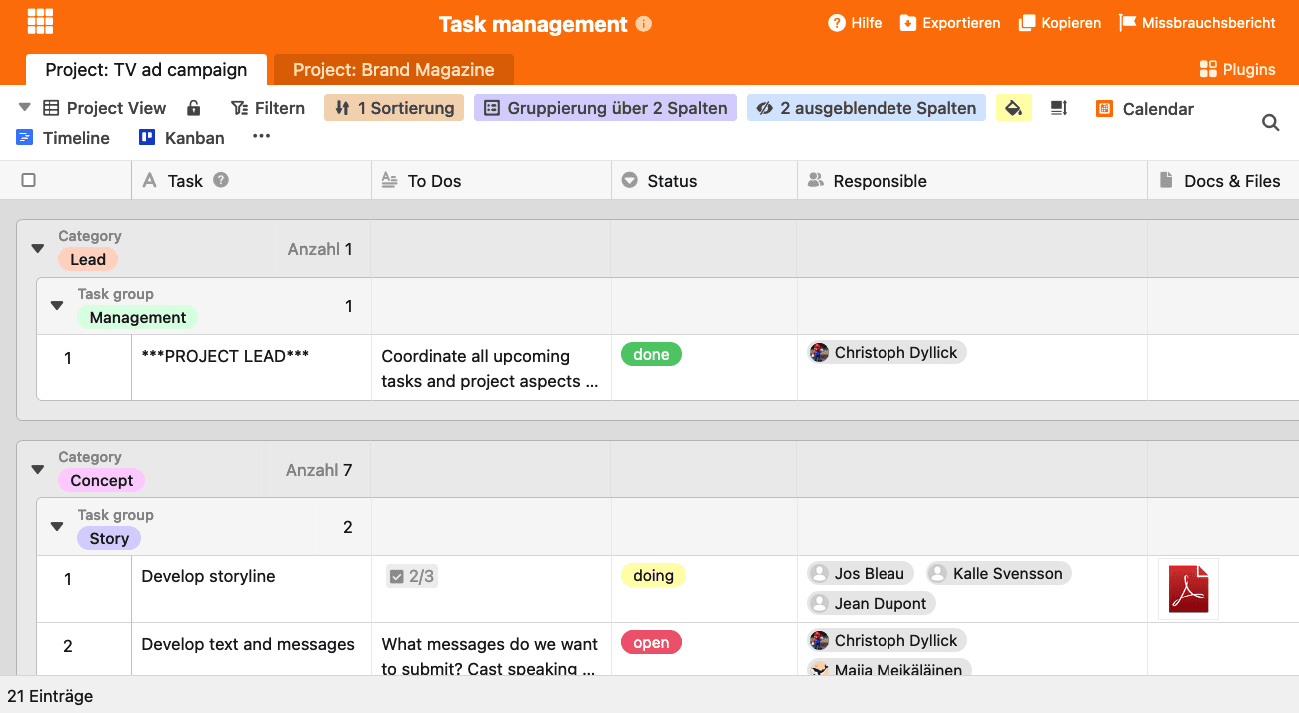 Task management
Hilfe
Exportieren
Kopieren
Missbrauchsbericht
Project: TV ad campaign
Project: Brand Magazine
Plugins
Project View
Filtern
1 Sortierung
Gruppierung über 2 Spalten
2 ausgeblendete Spalten
Calendar
Timeline
Kanban
Task
To Dos
Status
Responsible
Docs & Files
Category
Lead
Anzahl 1
Task group
Management
1
1
***PROJECT LEAD***
Coordinate all upcoming
tasks and project aspects ...
done
Christoph Dyllick
Category
Concept
Anzahl 7
Task group
Story
2
1
Develop storyline
2/3
doing
Jos Bleau
Kalle Svensson
Jean Dupont
2
Develop text and messages
What messages do we want
to submit? Cast speaking ...
open
Christoph Dyllick
Maija Meikäläinen
21 Einträge